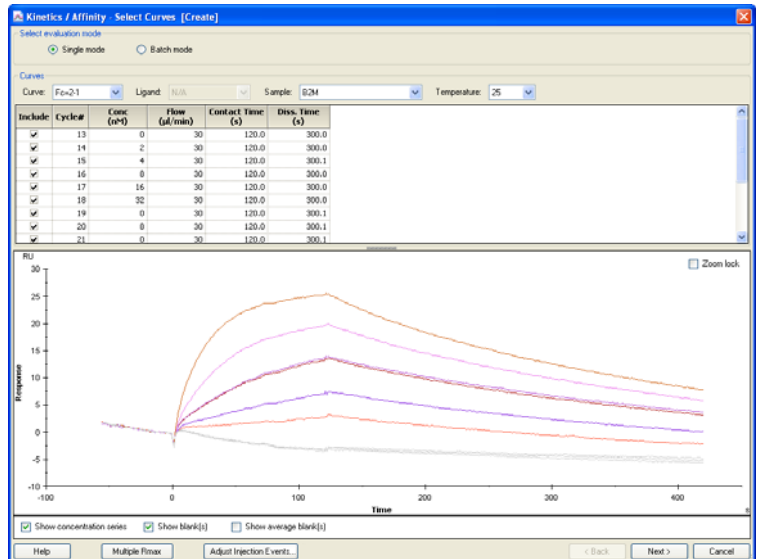 Kinetics / Affinity - Select Curves [Create]
Select evaluation mode
Single mode Batch mode
Curves
Curve: Fc=2-1 Ligand: N/A Sample: B2M Temperature: 25
Include Cycle# Conc (nM) Flow (µl/min) Contact Time (s) Diss. Time (s)
13 0 30 120.0 300.0
14 2 30 120.0 300.0
15 4 30 120.0 300.1
16 8 30 120.0 300.0
17 16 30 120.0 300.0
18 32 30 120.0 300.0
19 0 30 120.0 300.1
20 8 30 120.0 300.1
21 0 30 120.0 300.1
RU
Zoom lock
30
25
20
15
10
5
0
-5
-10
Response
-100 0 100 200 300 400
Time s
Show concentration series Show blank(s) Show average blank(s)
Help Multiple Rmax Adjust Injection Events... < Back Next > Cancel